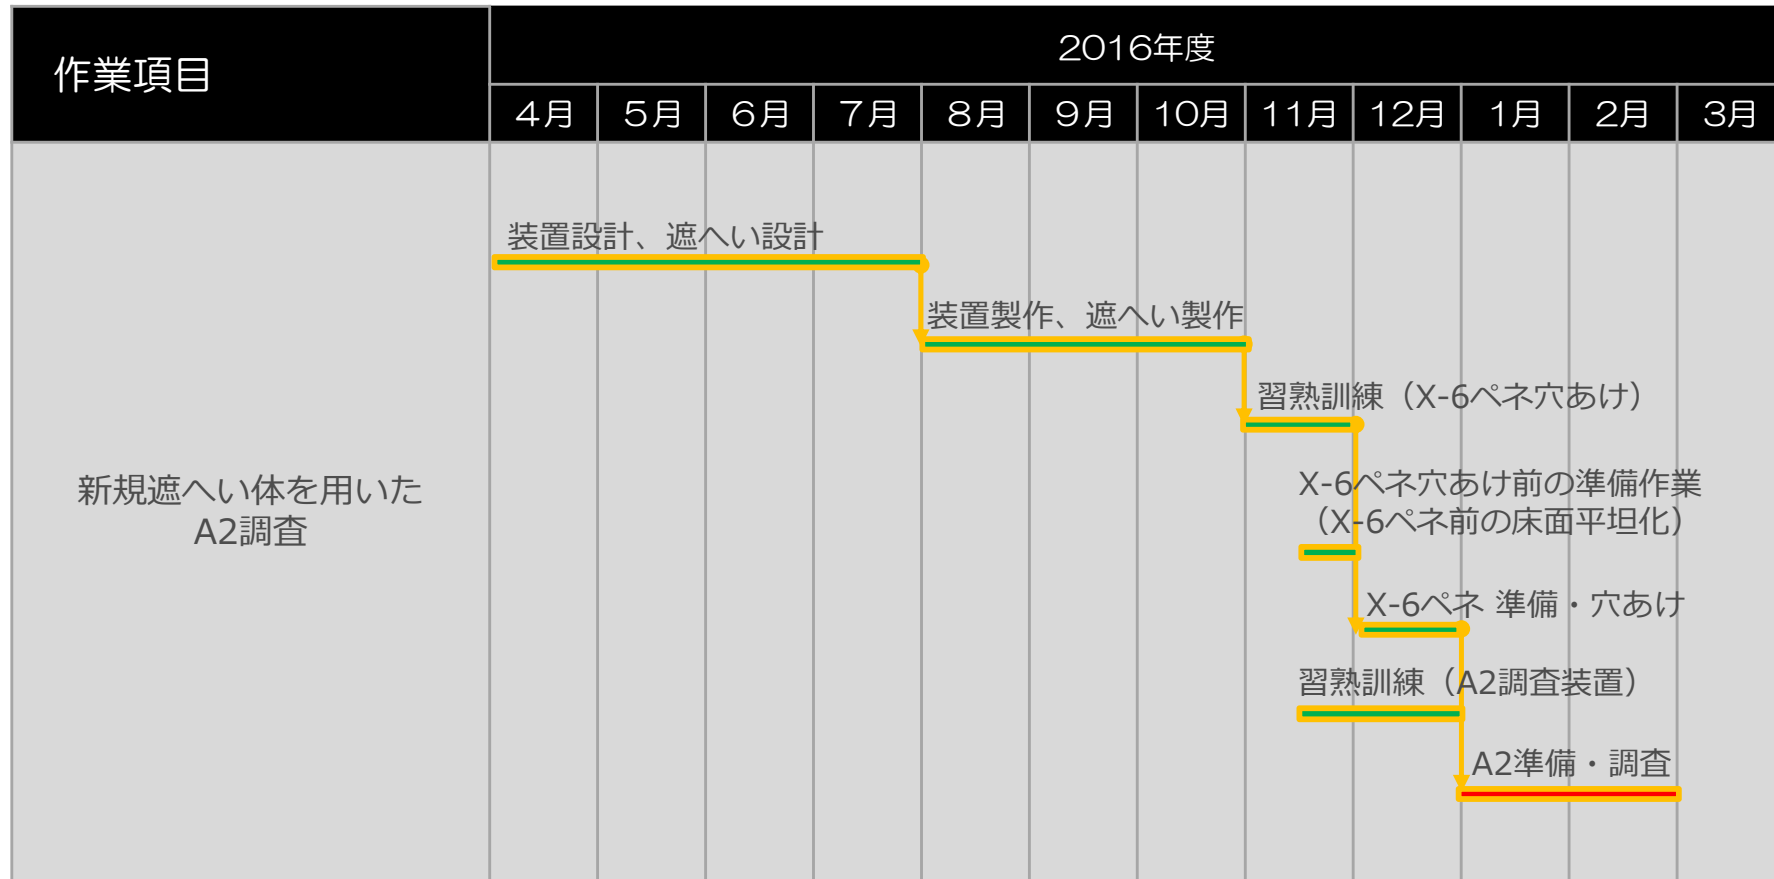 作業項目
2016年度
4月 5月 6月 7月 8月 9月 10月 11月 12月 1月 2月 3月
新規遮へい体を用いた
A2調査
装置設計、遮へい設計
装置製作、遮へい製作
習熟訓練（X-6ペネ穴あけ）
X-6ペネ穴あけ前の準備作業
（X-6ペネ前の床面平坦化）
X-6ペネ 準備・穴あけ
習熟訓練（A2調査装置）
A2準備・調査